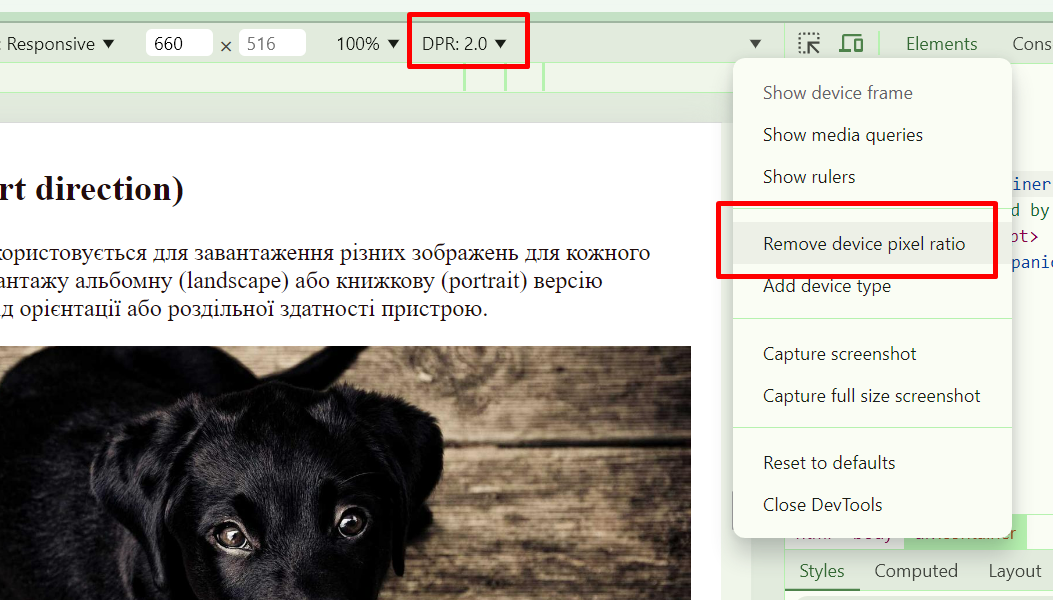 : Responsive ▼ 660 × 516 100% ▼ DPR: 2.0 ▼ ▼ Elements Cons
Show device frame
Show media queries
Show rulers
Remove device pixel ratio
Add device type
Capture screenshot
Capture full size screenshot
Reset to defaults
Close DevTools
rt direction)
користовується для завантаження різних зображень для кожного
антажу альбомну (landscape) або книжкову (portrait) версію
д орієнтації або роздільної здатності пристрою.
iner
d by
pt>
panic
Styles Computed Layout